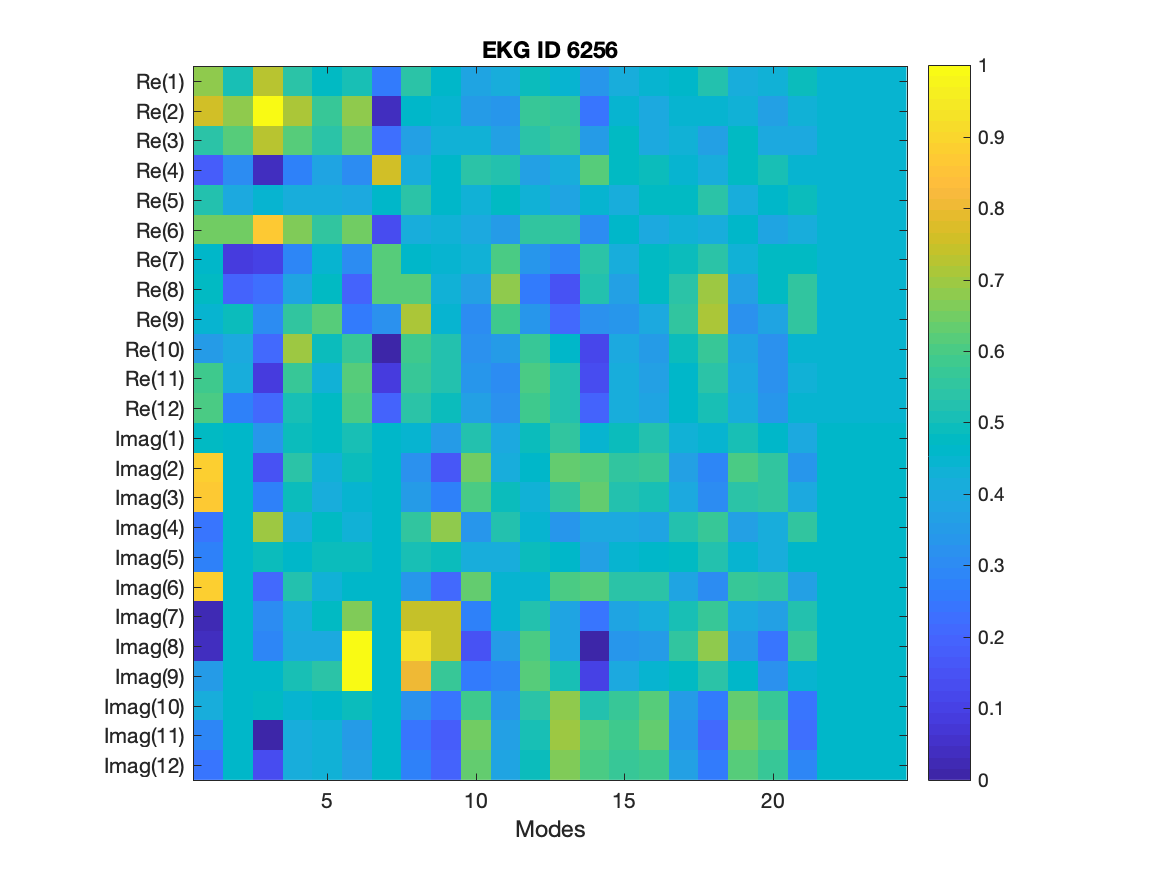 EKG ID 6256
Re(1)
Re(2)
Re(3)
Re(4)
Re(5)
Re(6)
Re(7)
Re(8)
Re(9)
Re(10)
Re(11)
Re(12)
Imag(1)
Imag(2)
Imag(3)
Imag(4)
Imag(5)
Imag(6)
Imag(7)
Imag(8)
Imag(9)
Imag(10)
Imag(11)
Imag(12)
5 10 15 20
Modes
1
0.9
0.8
0.7
0.6
0.5
0.4
0.3
0.2
0.1
0